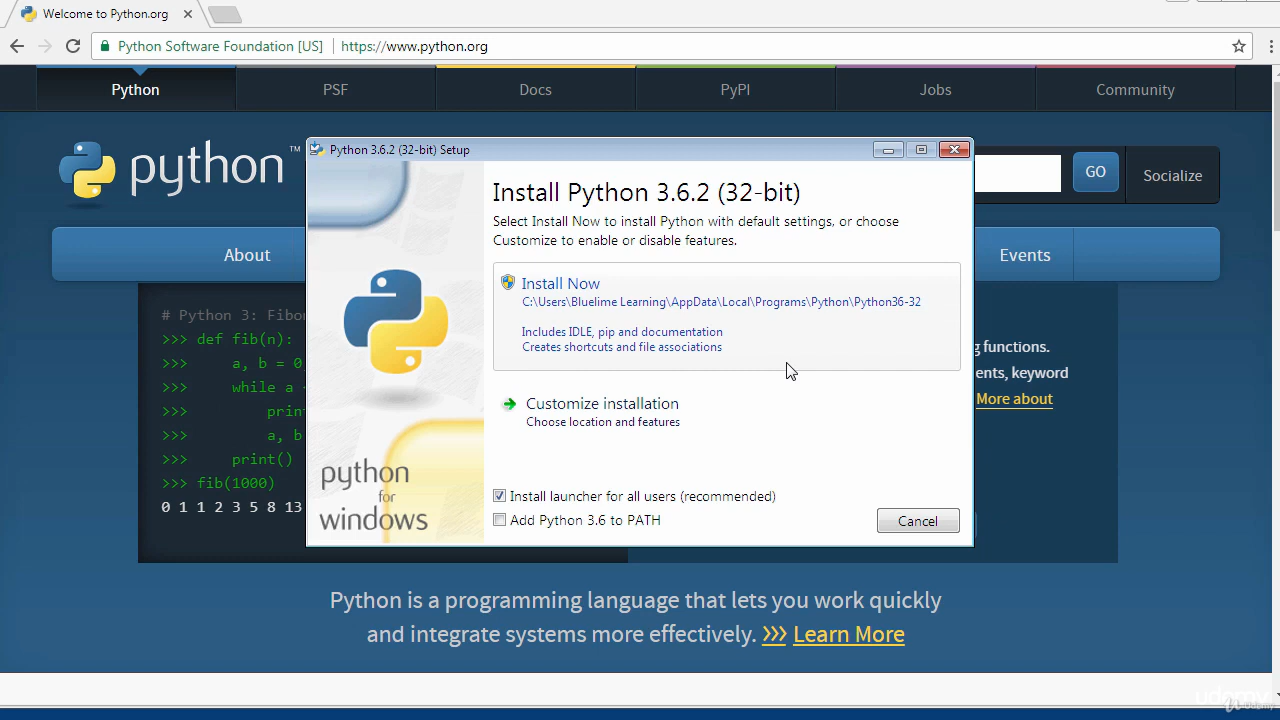 Welcome to Python.org
Python Software Foundation [US] https://www.python.org
Python PSF Docs PyPI Jobs Community
python™
GO Socialize
About Events
# Python 3: Fibo
>>> def fib(n):
>>> a, b = 0
>>> while a
>>> prin
>>> a, b
>>> print()
>>> fib(1000)
0 1 1 2 3 5 8 13
functions.
ents, keyword
More about
Python 3.6.2 (32-bit) Setup
Install Python 3.6.2 (32-bit)
Select Install Now to install Python with default settings, or choose
Customize to enable or disable features.
Install Now
C:\Users\Bluelime Learning\AppData\Local\Programs\Python\Python36-32
Includes IDLE, pip and documentation
Creates shortcuts and file associations
Customize installation
Choose location and features
python
for
windows
Install launcher for all users (recommended)
Add Python 3.6 to PATH
Cancel
Python is a programming language that lets you work quickly
and integrate systems more effectively. >>> Learn More
udemy
Udemy